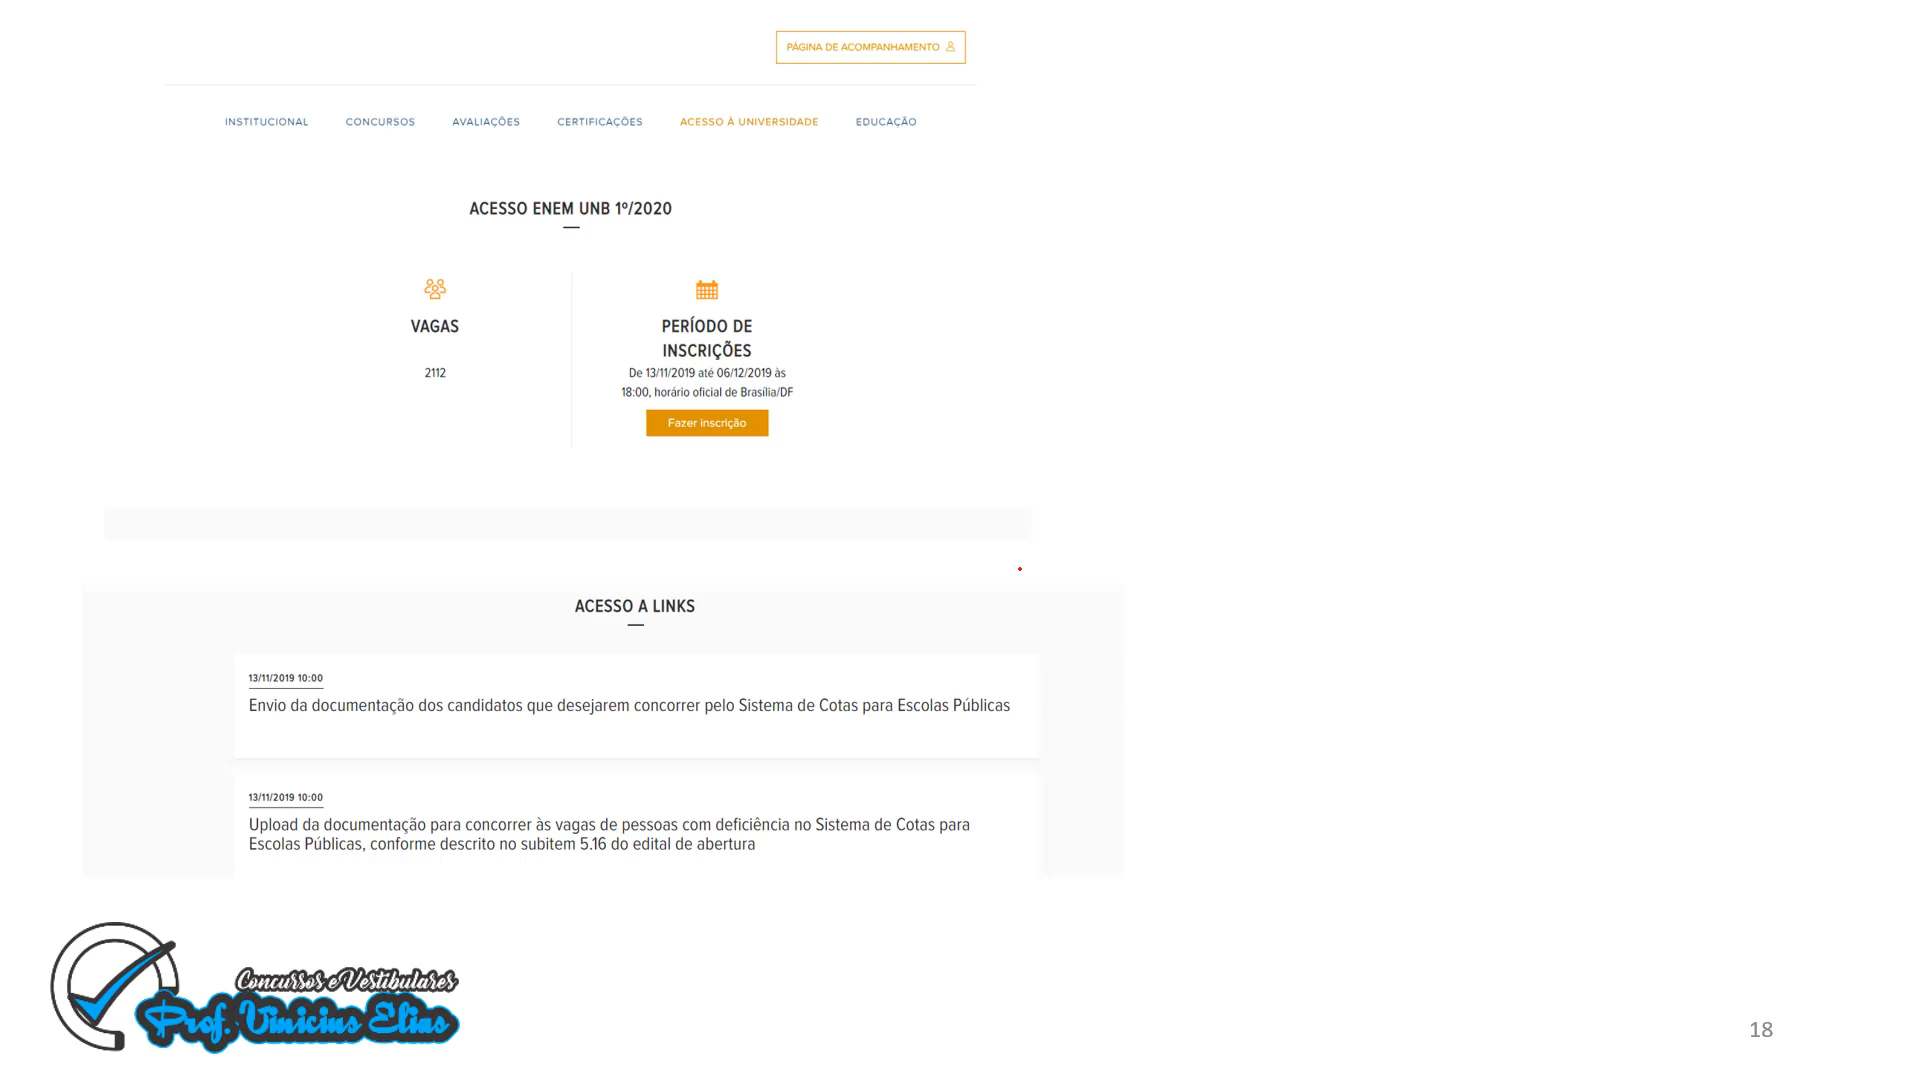 PÁGINA DE ACOMPANHAMENTO
INSTITUCIONAL CONCURSOS AVALIAÇÕES CERTIFICAÇÕES ACESSO À UNIVERSIDADE EDUCAÇÃO
ACESSO ENEM UNB 1º/2020
VAGAS
2112
PERÍODO DE
INSCRIÇÕES
De 13/11/2019 até 06/12/2019 às
18:00, horário oficial de Brasília/DF
Fazer inscrição
ACESSO A LINKS
13/11/2019 10:00
Envio da documentação dos candidatos que desejarem concorrer pelo Sistema de Cotas para Escolas Públicas
13/11/2019 10:00
Upload da documentação para concorrer às vagas de pessoas com deficiência no Sistema de Cotas para
Escolas Públicas, conforme descrito no subitem 5.16 do edital de abertura
Concursos e Vestibulares
Prof. Vinicius Elias
18